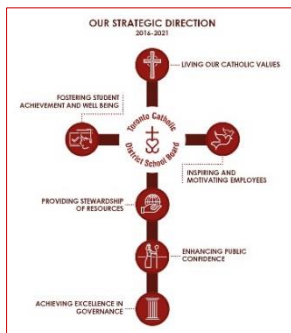 OUR STRATEGIC DIRECTION
2016-2021
LIVING OUR CATHOLIC VALUES
FOSTERING STUDENT
ACHIEVEMENT AND WELL BEING
Toronto Catholic
District School Board
INSPIRING AND
MOTIVATING EMPLOYEES
PROVIDING STEWARDSHIP
OF RESOURCES
ENHANCING PUBLIC
CONFIDENCE
ACHIEVING EXCELLENCE IN
GOVERNANCE